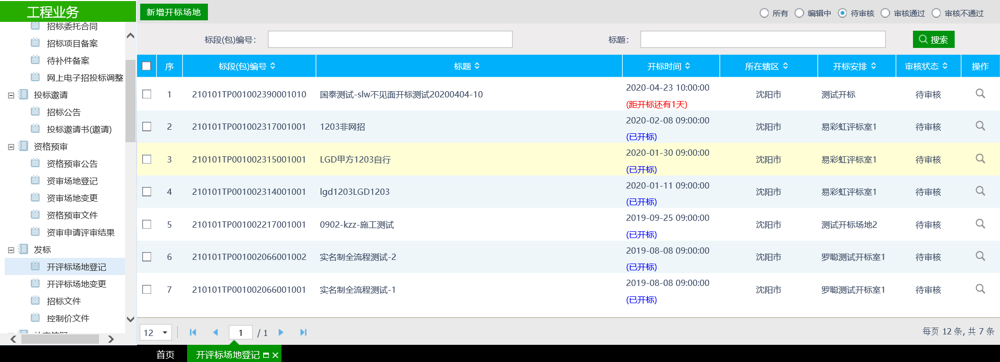 工程业务
招标委托合同
招标项目备案
待补件备案
网上电子招投标调整
投标邀请
招标公告
投标邀请书(邀请)
资格预审
资格预审公告
资审场地登记
资审场地变更
资格预审文件
资审申请评审结果
发标
开评标场地登记
开评标场地变更
招标文件
控制价文件
新增开标场地
所有 编辑中 待审核 审核通过 审核不通过
标段(包)编号： 标题： 搜索
序 标段(包)编号 标题 开标时间 所在辖区 开标安排 审核状态 操作
1 210101TP001002390001010 国泰测试-slw不见面开标测试20200404-10 2020-04-23 10:00:00 沈阳市 测试开标 待审核
(距开标还有1天)
2 210101TP001002317001001 1203非网招 2020-02-08 09:00:00 沈阳市 易彩虹评标室1 待审核
(已开标)
3 210101TP001002315001001 LGD甲方1203自行 2020-01-30 09:00:00 沈阳市 易彩虹评标室1 待审核
(已开标)
4 210101TP001002314001001 lgd1203LGD1203 2020-01-11 09:00:00 沈阳市 易彩虹评标室1 待审核
(已开标)
5 210101TP001002217001001 0902-kzz-施工测试 2019-09-25 09:00:00 沈阳市 测试开标场地2 待审核
(已开标)
6 210101TP001002066001002 实名制全流程测试-2 2019-08-08 09:00:00 沈阳市 罗聪测试开标室1 待审核
(已开标)
7 210101TP001002066001001 实名制全流程测试-1 2019-08-08 09:00:00 沈阳市 罗聪测试开标室1 待审核
(已开标)
12 1 / 1 每页 12 条, 共 7 条
首页 开评标场地登记